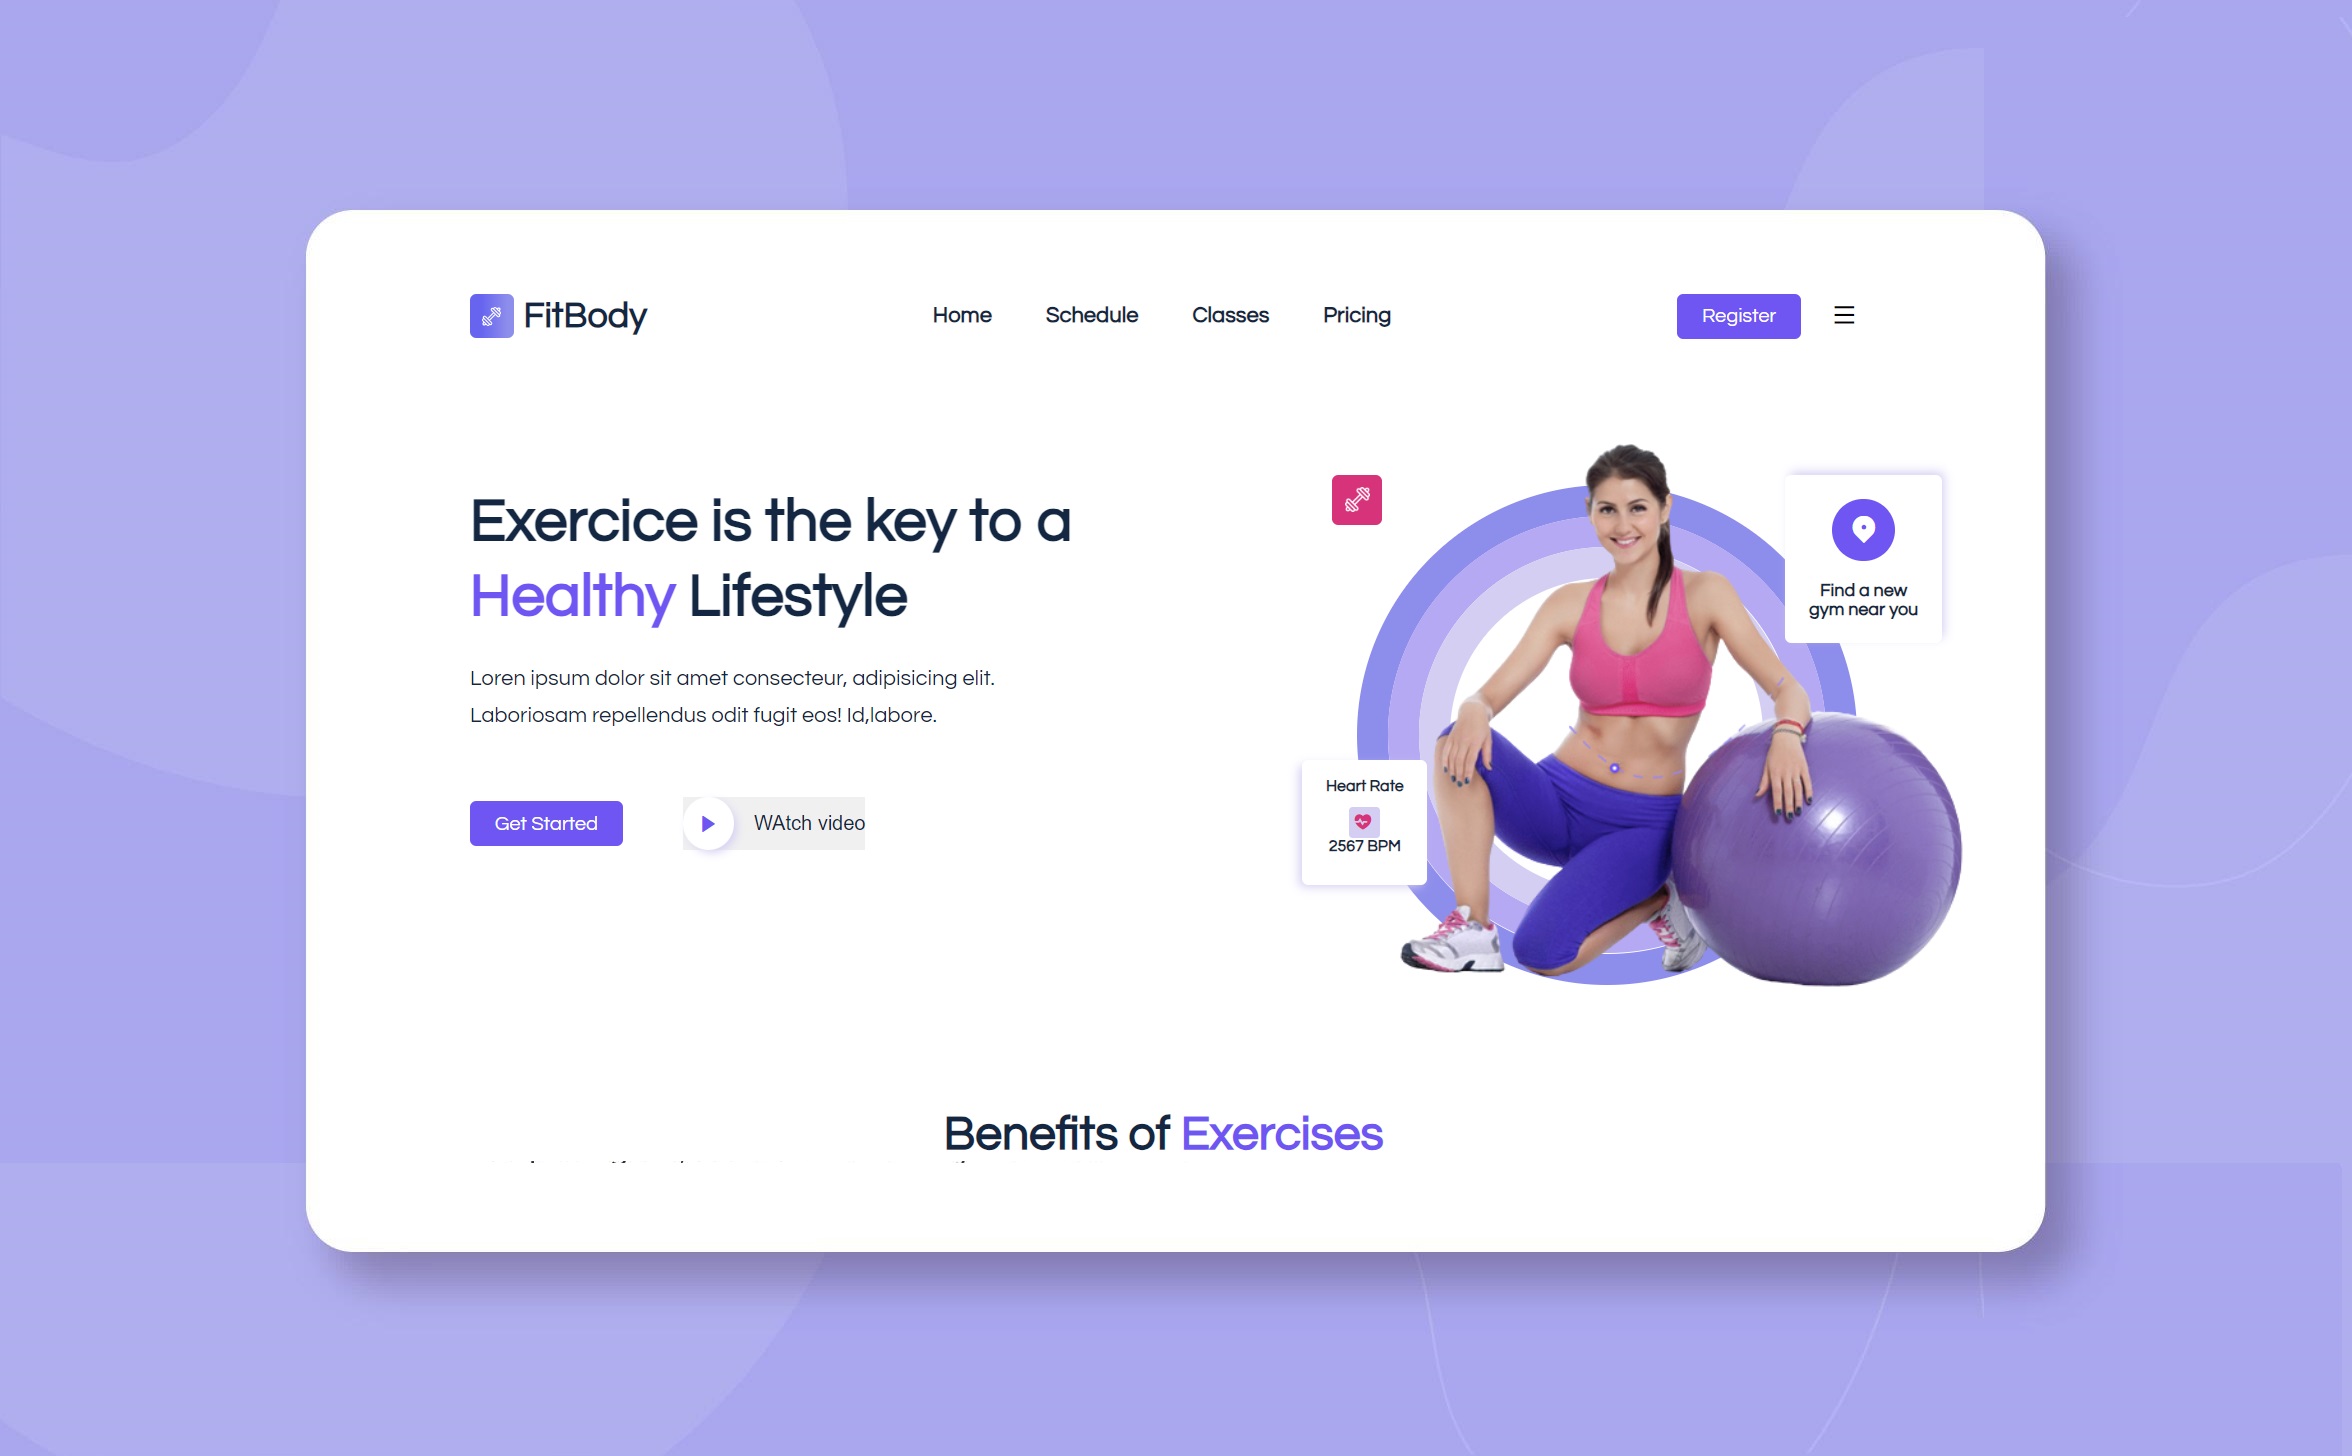 FitBody
Home
Schedule
Classes
Pricing
Register
Exercice is the key to a
Healthy Lifestyle
Loren ipsum dolor sit amet consecteur, adipisicing elit.
Laboriosam repellendus odit fugit eos! Id,labore.
Get Started
WAtch video
Find a new
gym near you
Heart Rate
2567 BPM
Benefits of Exercises